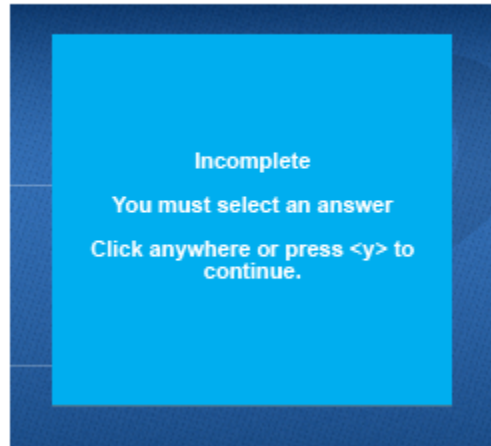 Incomplete
You must select an answer
Click anywhere or press <y> to
continue.